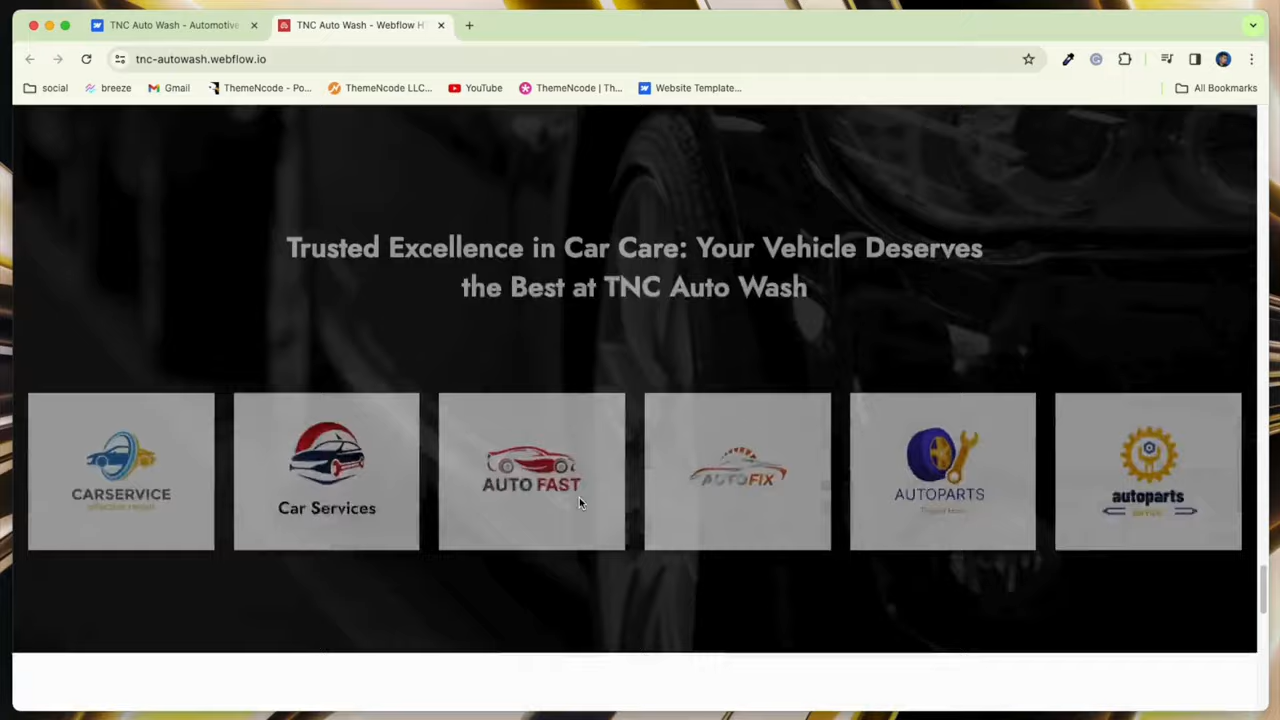 TNC Auto Wash - Automotive
TNC Auto Wash - Webflow H
tnc-autowash.webflow.io
social
breeze
Gmail
ThemeNcode - Po...
ThemeNcode LLC...
YouTube
ThemeNcode | Th...
Website Template...
All Bookmarks
Trusted Excellence in Car Care: Your Vehicle Deserves
the Best at TNC Auto Wash
CARSERVICE
Car Services
AUTO FAST
AUTOFIX
AUTOPARTS
autoparts